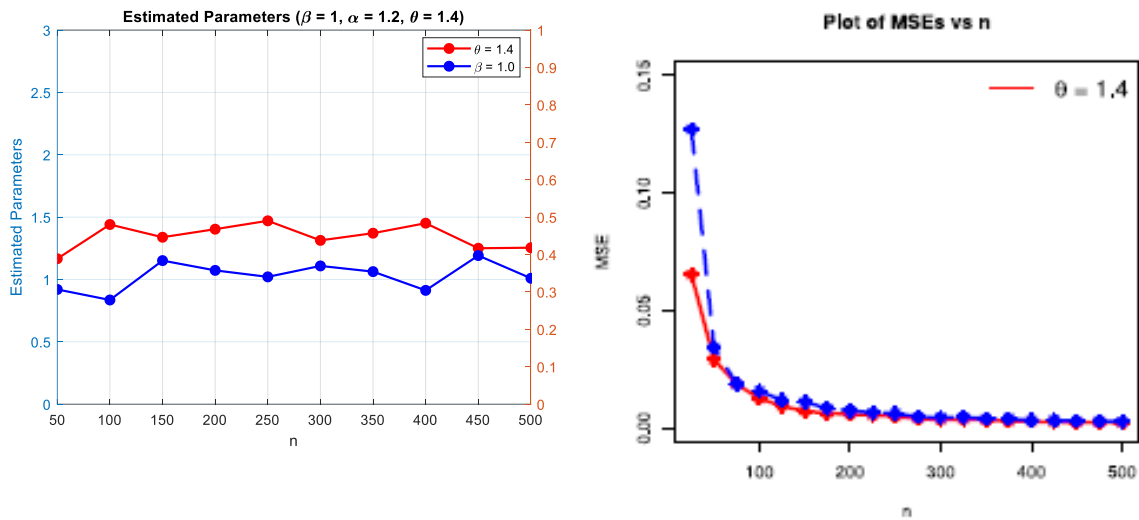 Estimated Parameters (β = 1, α = 1.2, θ = 1.4)
θ = 1.4
β = 1.0
Estimated Parameters
3
2.5
2
1.5
1
0.5
0
1
0.9
0.8
0.7
0.6
0.5
0.4
0.3
0.2
0.1
0
50 100 150 200 250 300 350 400 450 500
n
Plot of MSEs vs n
θ = 1.4
MSE
0.15
0.10
0.05
0.00
100 200 300 400 500
n